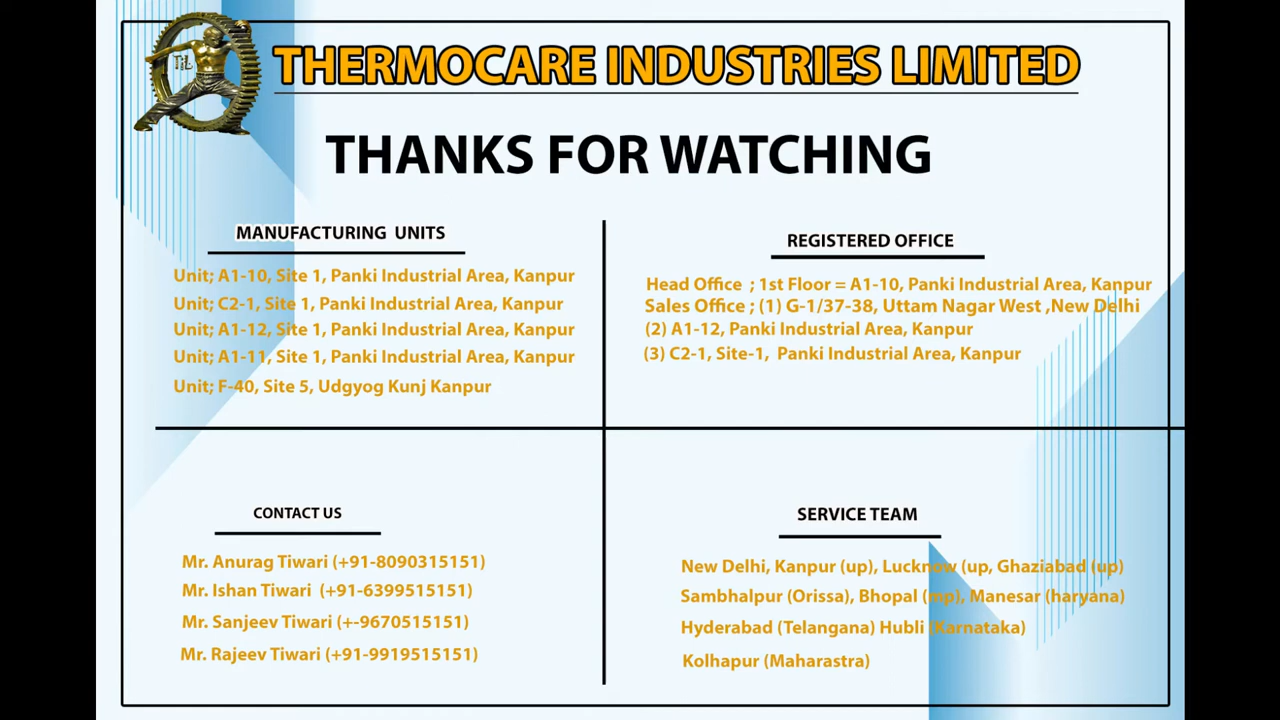 TIL
THERMOCARE INDUSTRIES LIMITED
THANKS FOR WATCHING
MANUFACTURING UNITS
Unit; A1-10, Site 1, Panki Industrial Area, Kanpur
Unit; C2-1, Site 1, Panki Industrial Area, Kanpur
Unit; A1-12, Site 1, Panki Industrial Area, Kanpur
Unit; A1-11, Site 1, Panki Industrial Area, Kanpur
Unit; F-40, Site 5, Udgyog Kunj Kanpur
REGISTERED OFFICE
Head Office ; 1st Floor = A1-10, Panki Industrial Area, Kanpur
Sales Office ; (1) G-1/37-38, Uttam Nagar West ,New Delhi
(2) A1-12, Panki Industrial Area, Kanpur
(3) C2-1, Site-1, Panki Industrial Area, Kanpur
CONTACT US
Mr. Anurag Tiwari (+91-8090315151)
Mr. Ishan Tiwari (+91-6399515151)
Mr. Sanjeev Tiwari (+-9670515151)
Mr. Rajeev Tiwari (+91-9919515151)
SERVICE TEAM
New Delhi, Kanpur (up), Lucknow (up, Ghaziabad (up)
Sambhalpur (Orissa), Bhopal (mp), Manesar (haryana)
Hyderabad (Telangana) Hubli (Karnataka)
Kolhapur (Maharastra)